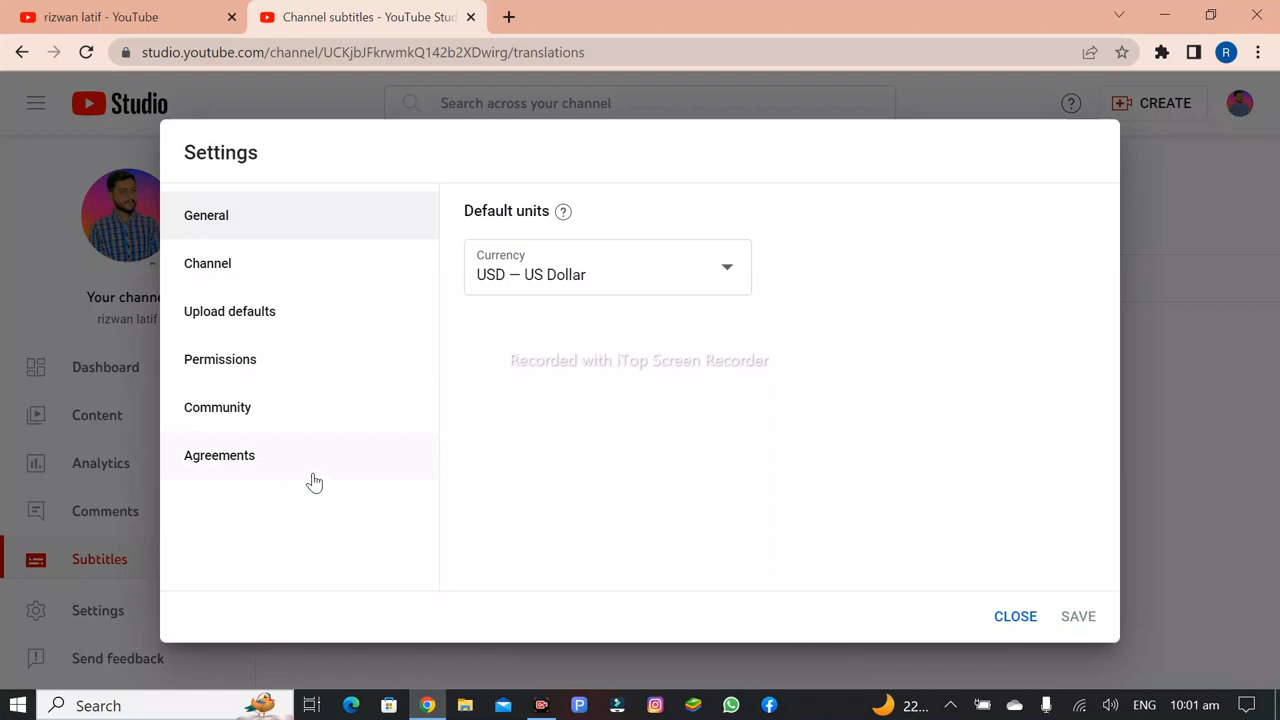 rizwan latif - YouTube
Channel subtitles - YouTube Stud
studio.youtube.com/channel/UCKjbJFkrwmkQ142b2XDwirg/translations
R
Studio
Search across your channel
CREATE
Settings
General
Channel
Upload defaults
Permissions
Community
Agreements
Default units
Currency
USD — US Dollar
Recorded with iTop Screen Recorder
Your chann
rizwan latif
Dashboard
Content
Analytics
Comments
Subtitles
Settings
Send feedback
CLOSE
SAVE
Search
22...
ENG
10:01 am